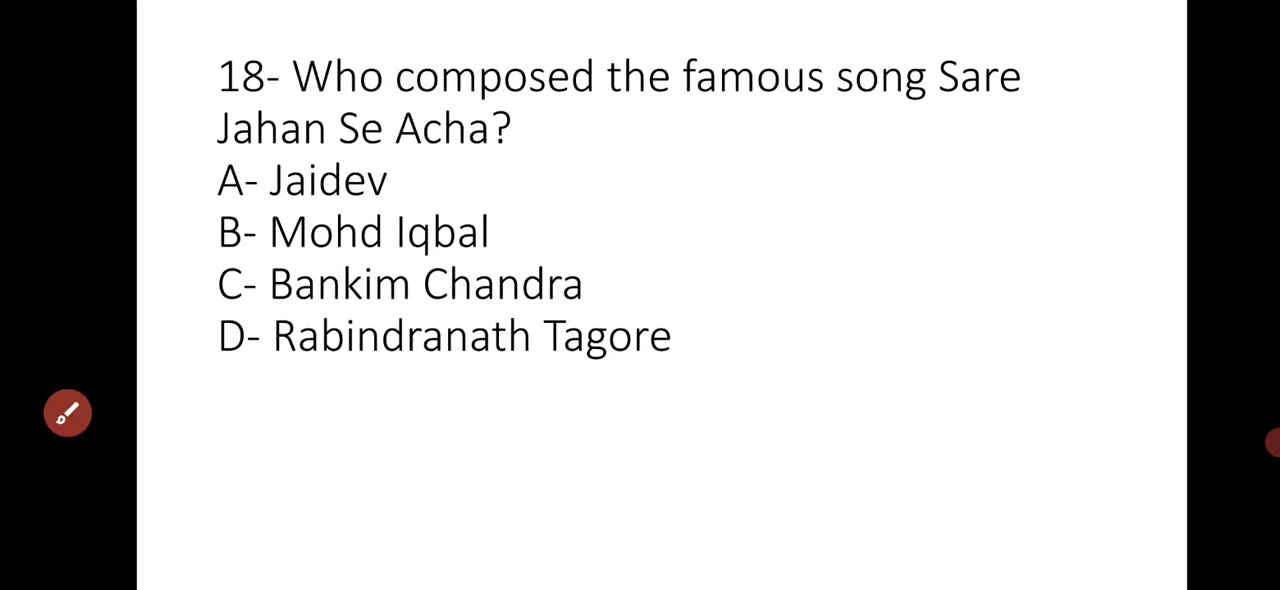 18- Who composed the famous song Sare
Jahan Se Acha?
A- Jaidev
B- Mohd Iqbal
C- Bankim Chandra
D- Rabindranath Tagore